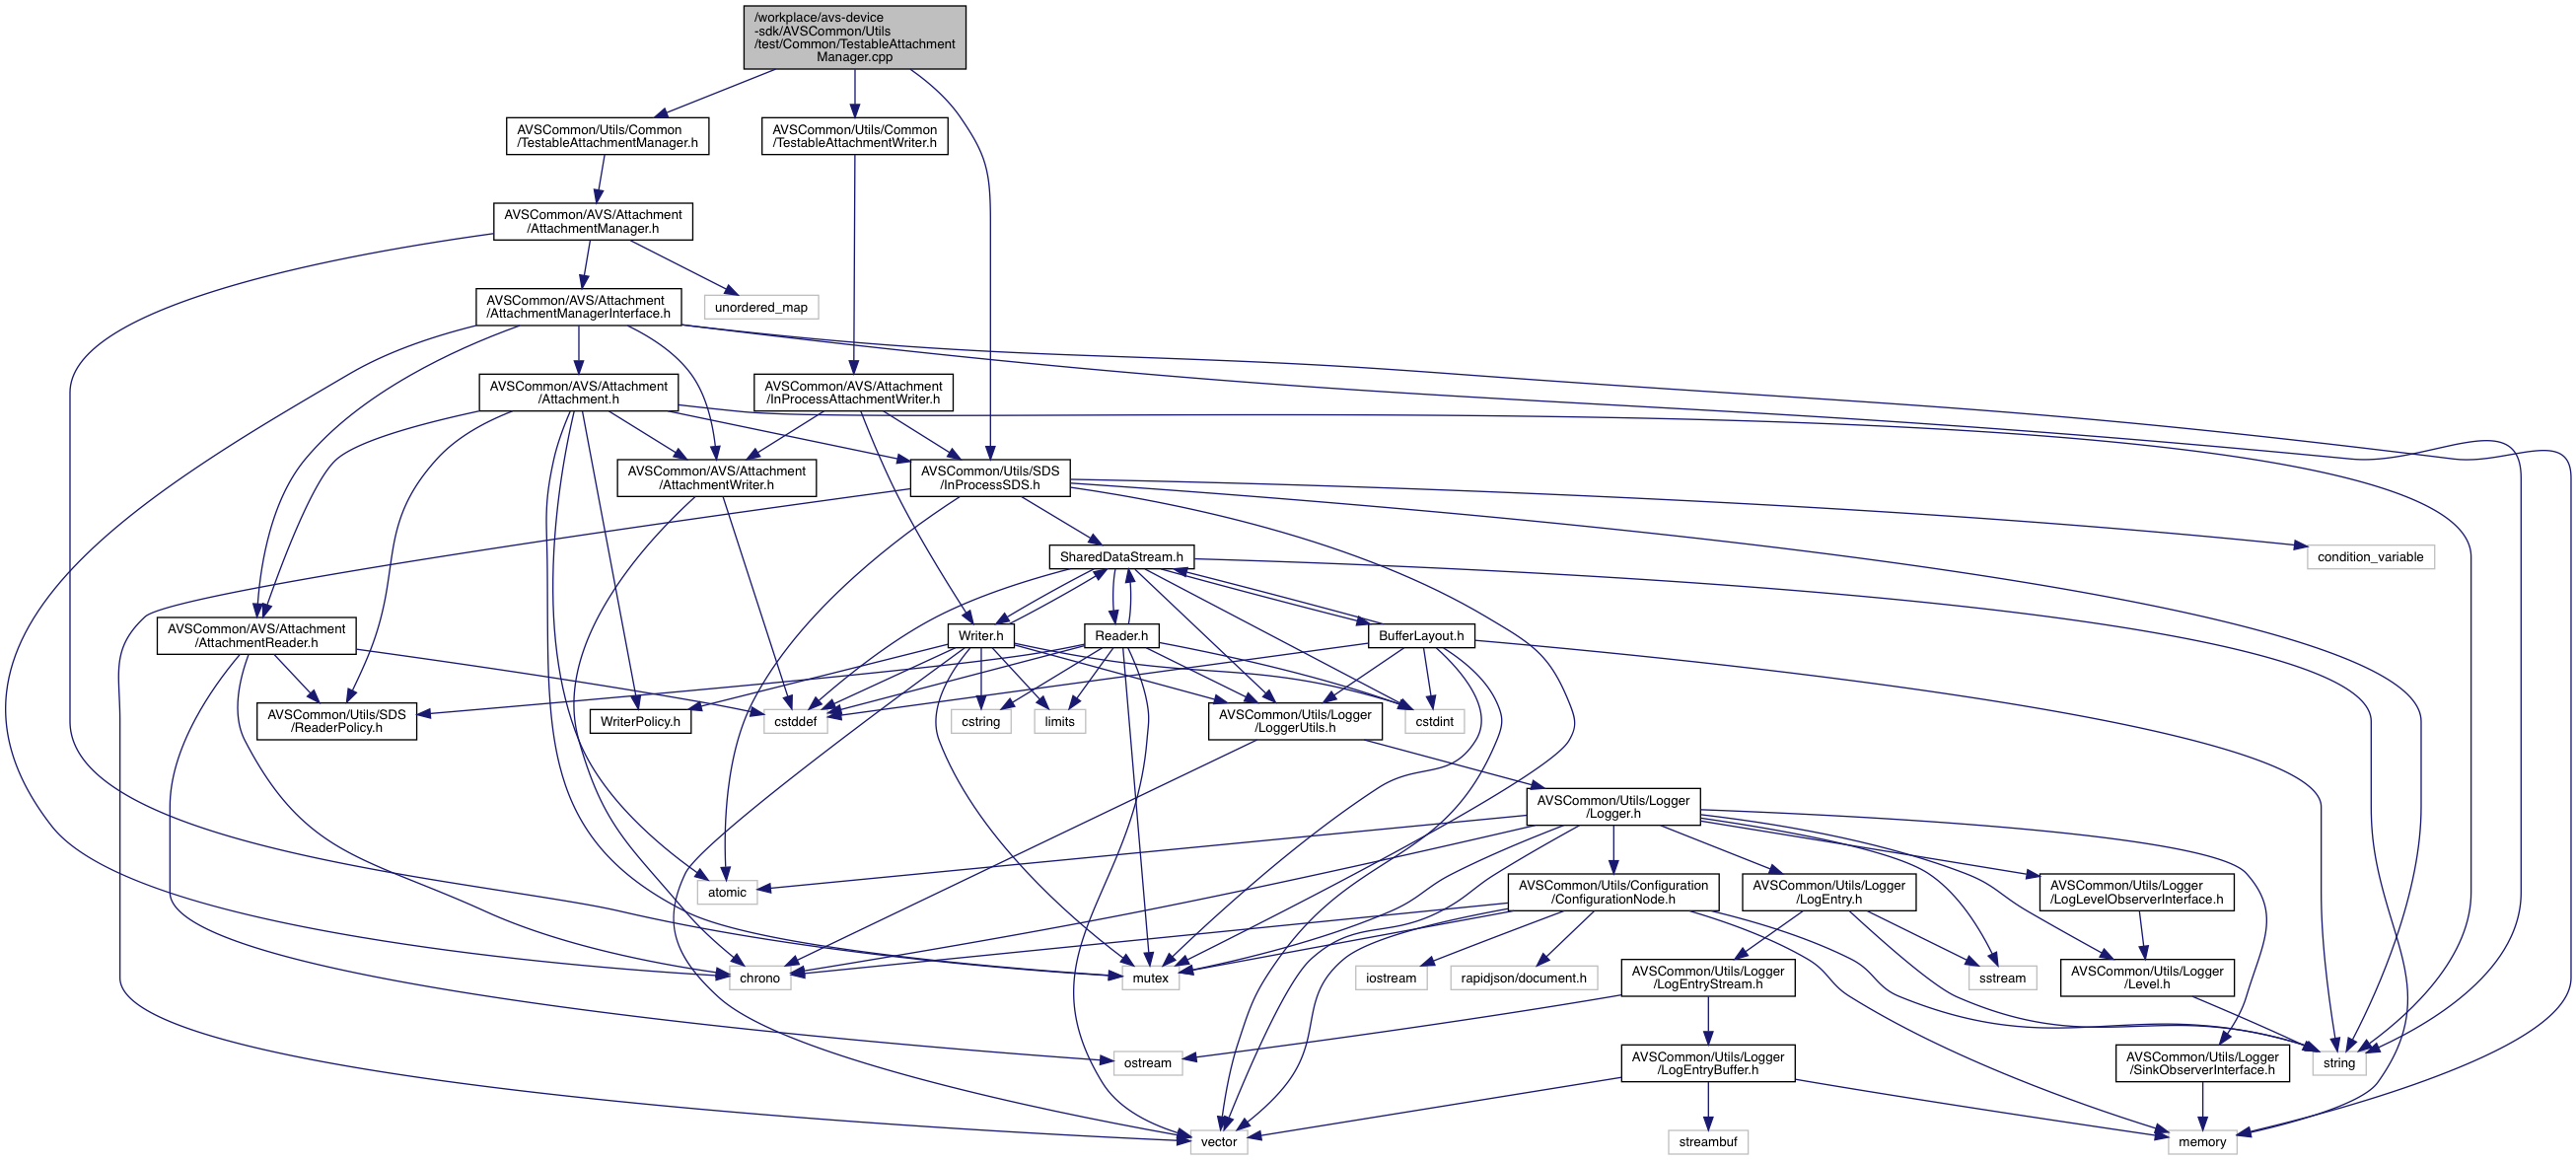 /workplace/avs-device
-sdk/AVSCommon/Utils
/test/Common/TestableAttachment
Manager.cpp
AVSCommon/Utils/Common
/TestableAttachmentManager.h
AVSCommon/Utils/Common
/TestableAttachmentWriter.h
AVSCommon/AVS/Attachment
/AttachmentManager.h
AVSCommon/AVS/Attachment
/AttachmentManagerInterface.h
unordered_map
AVSCommon/AVS/Attachment
/Attachment.h
AVSCommon/AVS/Attachment
/InProcessAttachmentWriter.h
AVSCommon/AVS/Attachment
/AttachmentWriter.h
AVSCommon/Utils/SDS
/InProcessSDS.h
SharedDataStream.h
condition_variable
AVSCommon/AVS/Attachment
/AttachmentReader.h
Writer.h
Reader.h
BufferLayout.h
AVSCommon/Utils/SDS
/ReaderPolicy.h
WriterPolicy.h
cstddef
cstring
limits
AVSCommon/Utils/Logger
/LoggerUtils.h
cstdint
AVSCommon/Utils/Logger
/Logger.h
atomic
AVSCommon/Utils/Configuration
/ConfigurationNode.h
AVSCommon/Utils/Logger
/LogEntry.h
AVSCommon/Utils/Logger
/LogLevelObserverInterface.h
chrono
mutex
iostream
rapidjson/document.h
AVSCommon/Utils/Logger
/LogEntryStream.h
sstream
AVSCommon/Utils/Logger
/Level.h
ostream
AVSCommon/Utils/Logger
/LogEntryBuffer.h
AVSCommon/Utils/Logger
/SinkObserverInterface.h
string
vector
streambuf
memory